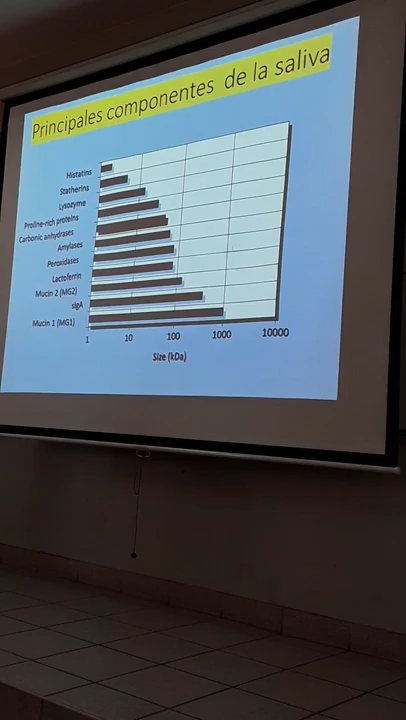 Principales componentes de la saliva
Histatins
Statherins
Lysozyme
Proline-rich proteins
Carbonic anhydrases
Amylases
Peroxidases
Lactoferrin
Mucin 2 (MG2)
sIgA
Mucin 1 (MG1)
1 10 100 1000 10000
Size (kDa)